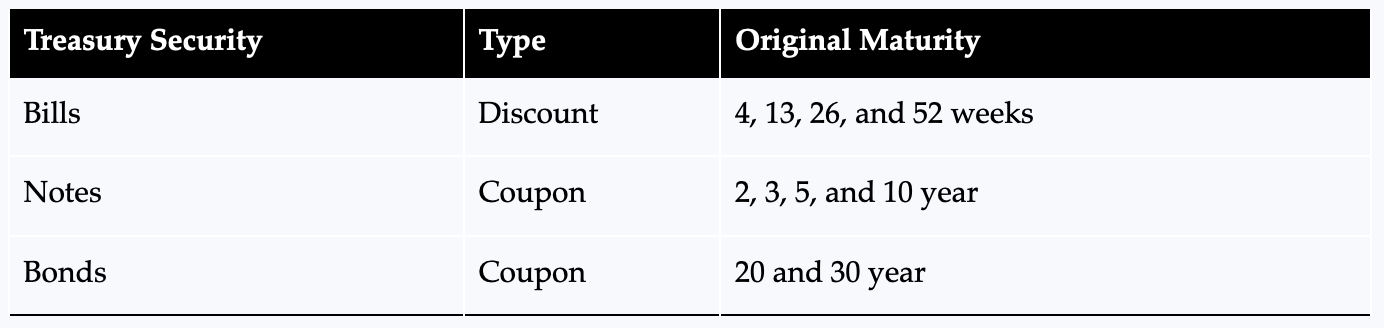 Treasury Security Type Original Maturity
Bills Discount 4, 13, 26, and 52 weeks
Notes Coupon 2, 3, 5, and 10 year
Bonds Coupon 20 and 30 year